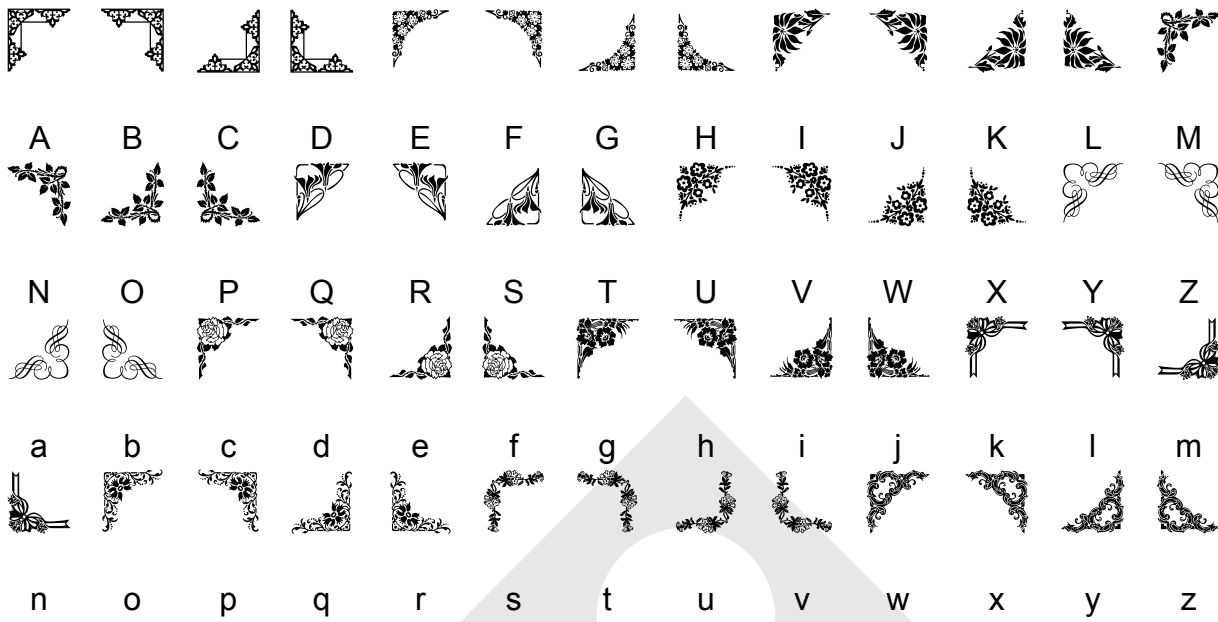 A B C D E F G H I J K L M
N O P Q R S T U V W X Y Z
a b c d e f g h i j k l m
n o p q r s t u v w x y z